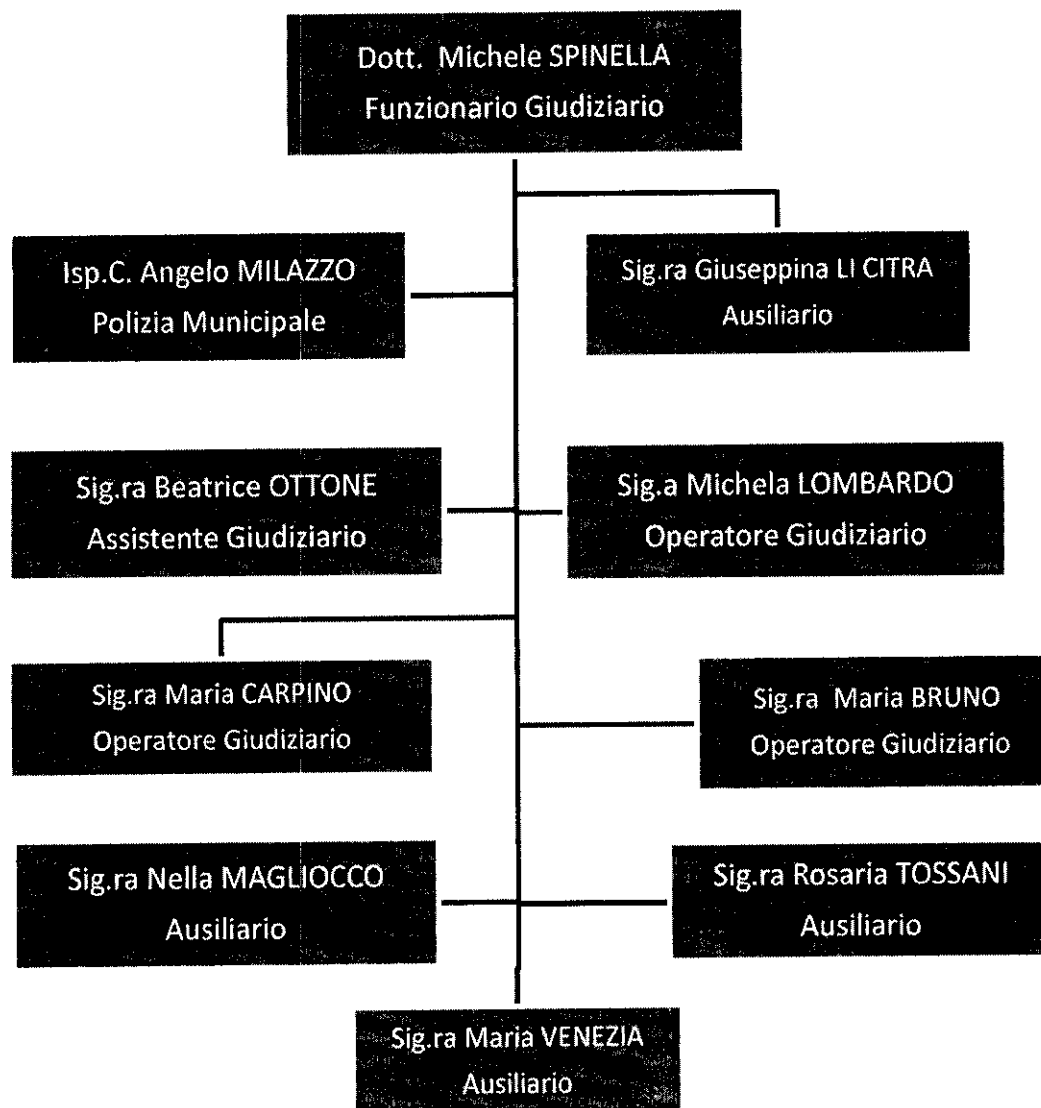 Dott. Michele SPINELLA
Funzionario Giudiziario
Isp.C. Angelo MILAZZO
Polizia Municipale
Sig.ra Giuseppina LI CITRA
Ausiliario
Sig.ra Beatrice OTTONE
Assistente Giudiziario
Sig.a Michela LOMBARDO
Operatore Giudiziario
Sig.ra Maria CARPINO
Operatore Giudiziario
Sig.ra Maria BRUNO
Operatore Giudiziario
Sig.ra Nella MAGLIOCCO
Ausiliario
Sig.ra Rosaria TOSSANI
Ausiliario
Sig.ra Maria VENEZIA
Ausiliario